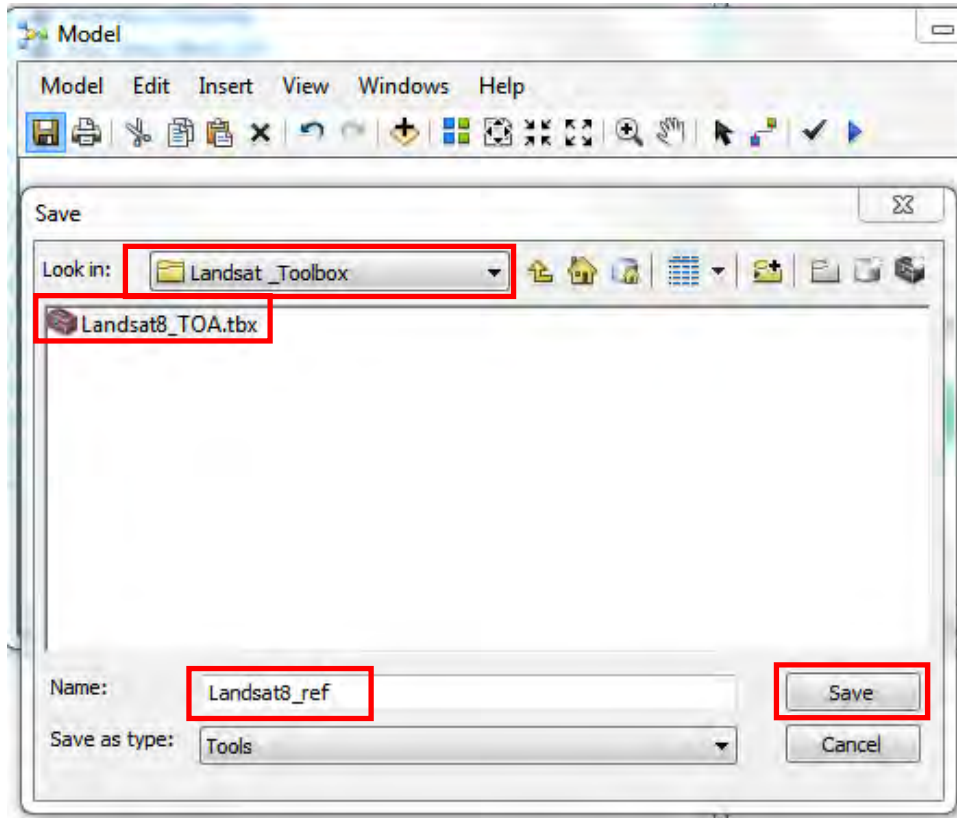 Model
Model Edit Insert View Windows Help
Save
Look in: Landsat _Toolbox
Landsat8_TOA.tbx
Name: Landsat8_ref Save
Save as type: Tools Cancel